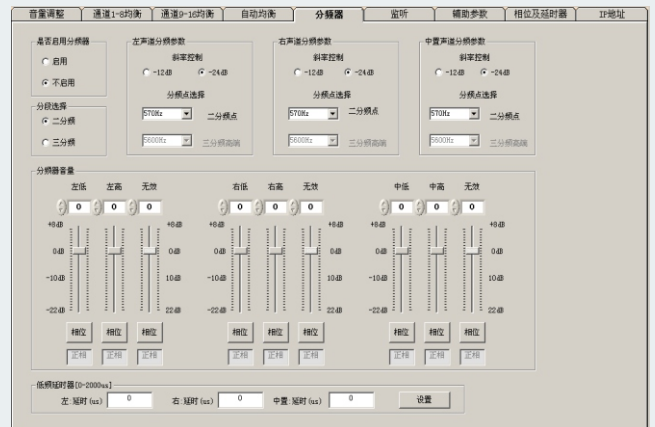 音量调整 通道1-8均衡 通道9-16均衡 自动均衡 分频器 监听 辅助参数 相位及延时器 IP地址
是否启用分频器 左声道分频参数 右声道分频参数 中置声道分频参数
斜率控制 斜率控制 斜率控制
启用 -12dB -24dB -12dB -24dB -12dB -24dB
不启用
分频点选择 分频点选择 分频点选择
分段选择
570Hz 二分频点 570Hz 二分频点 570Hz 二分频点
二分频
三分频 5600Hz 三分频高端 5600Hz 三分频高端 5600Hz 三分频高端
分频器音量
左低 左高 无效 右低 右高 无效 中低 中高 无效
0 0 0 0 0 0 0 0 0
+8dB +8dB +8dB +8dB +8dB
0dB 0dB 0dB 0dB 0dB 0dB
-10dB 10dB -10dB 10dB -10dB 10dB
-22dB 22dB -22dB 22dB -22dB 22dB
相位 相位 相位 相位 相位 相位 相位 相位 相位
正相 正相 正相 正相 正相 正相 正相 正相 正相
低频延时器[0-2000us]
左:延时(us) 0 右:延时(us) 0 中置:延时(us) 0 设置